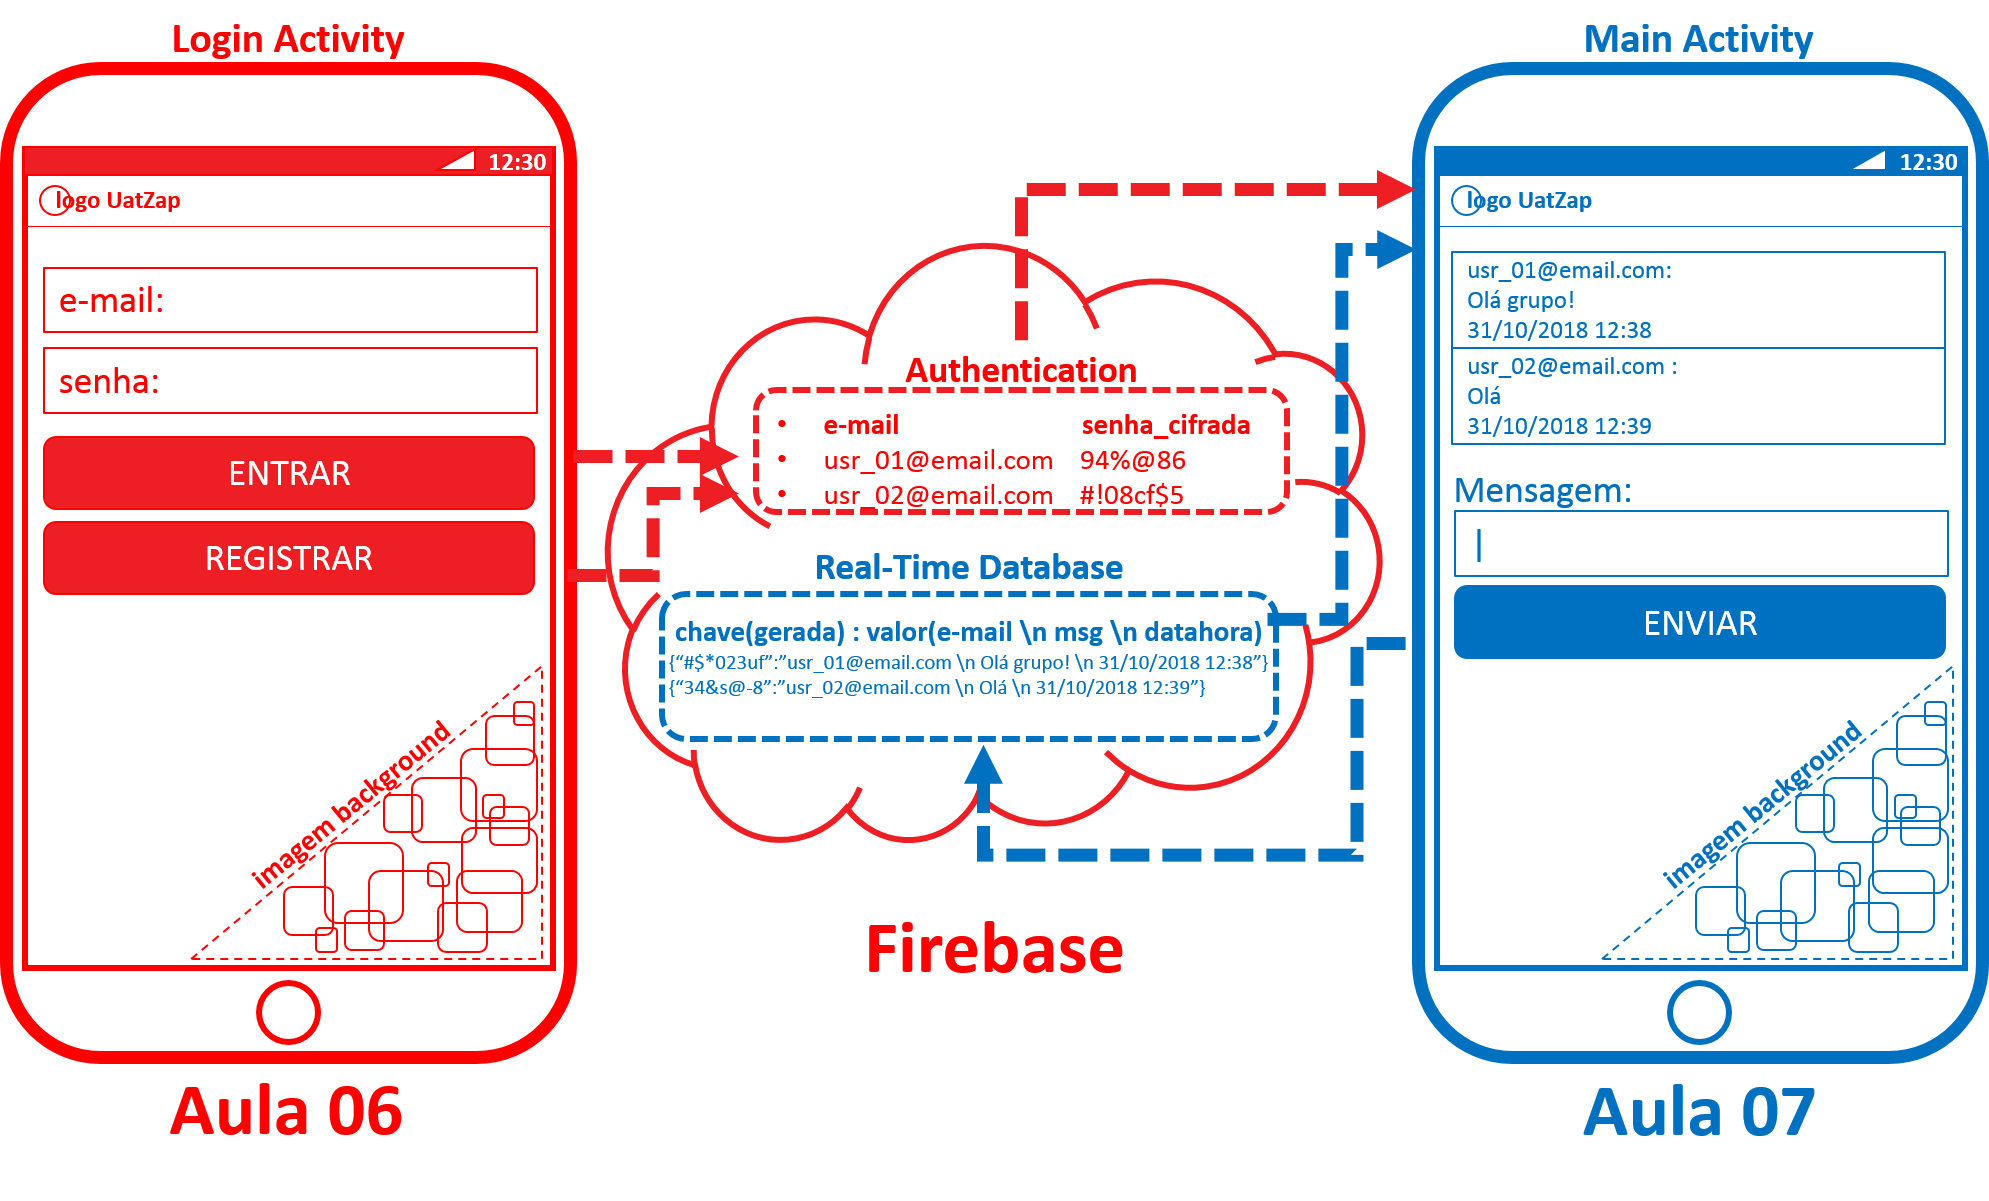 Login Activity
12:30
logo UatZap
e-mail:
senha:
ENTRAR
REGISTRAR
imagem background
Aula 06
Authentication
• e-mail senha_cifrada
• usr_01@email.com 94%@86
• usr_02@email.com #!08cf$5
Real-Time Database
chave(gerada) : valor(e-mail \n msg \n datahora)
{“#$*023uf”:”usr_01@email.com \n Olá grupo! \n 31/10/2018 12:38”}
{“34&s@-8”:”usr_02@email.com \n Olá \n 31/10/2018 12:39”}
Firebase
Main Activity
12:30
logo UatZap
usr_01@email.com:
Olá grupo!
31/10/2018 12:38
usr_02@email.com :
Olá
31/10/2018 12:39
Mensagem:
ENVIAR
imagem background
Aula 07